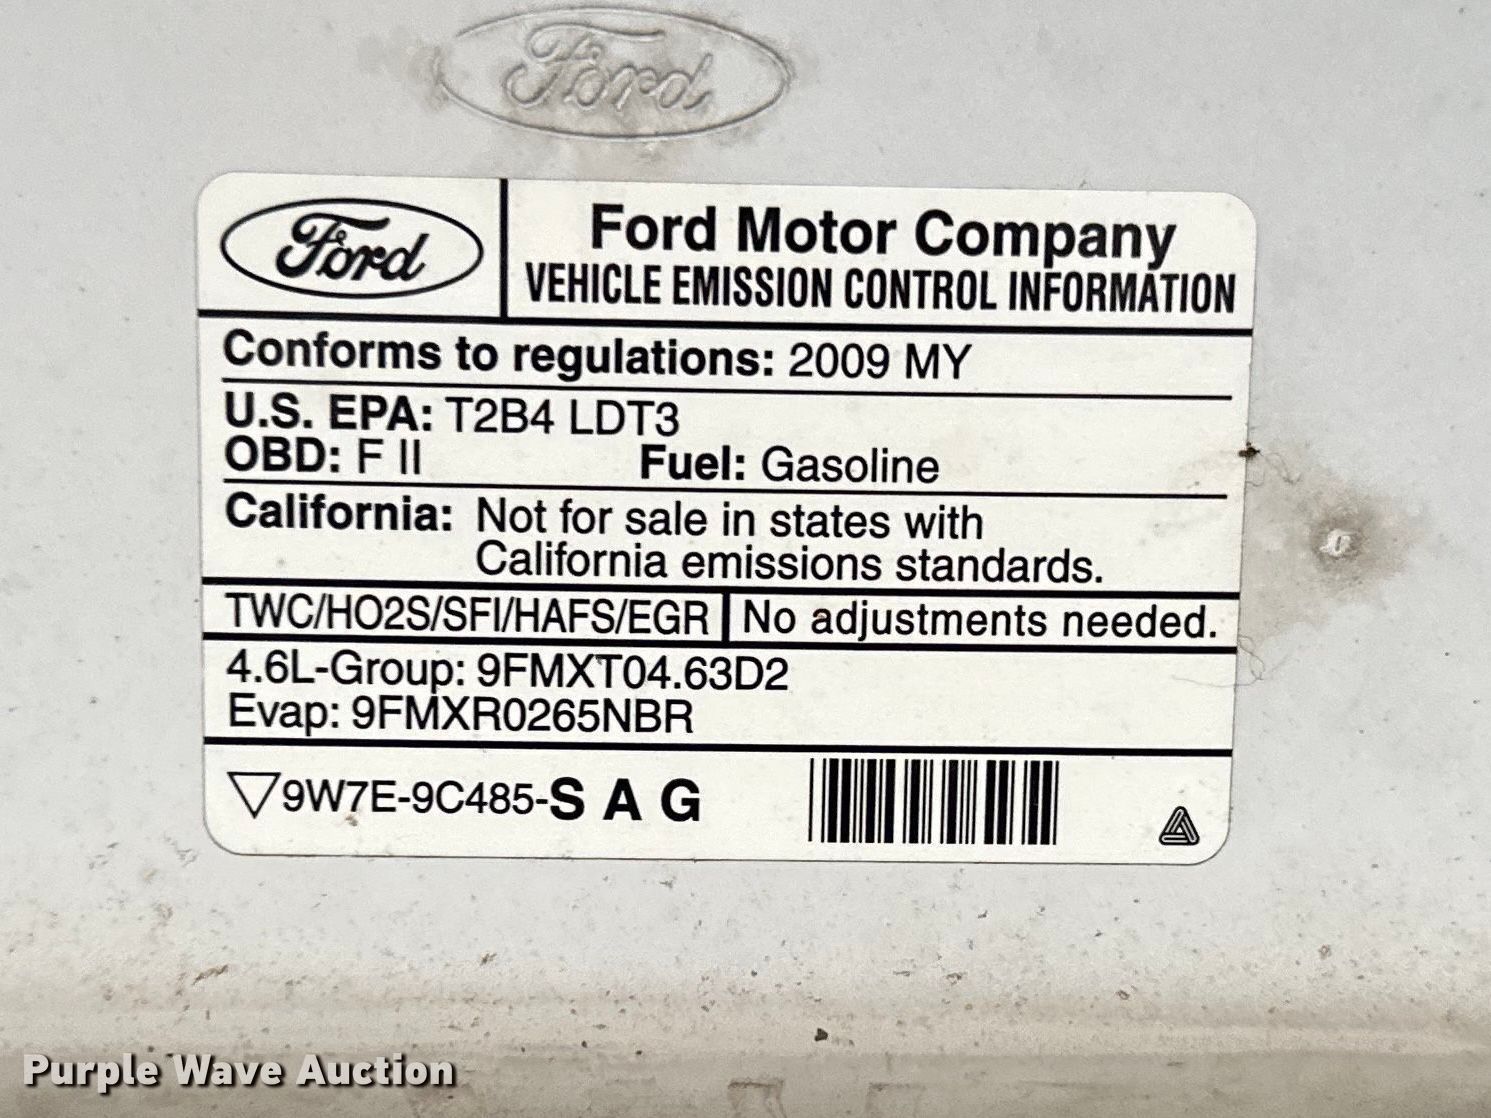 Ford
Ford
Ford Motor Company
VEHICLE EMISSION CONTROL INFORMATION
Conforms to regulations: 2009 MY
U.S. EPA: T2B4 LDT3
OBD: F II Fuel: Gasoline
California: Not for sale in states with
California emissions standards.
TWC/HO2S/SFI/HAFS/EGR No adjustments needed.
4.6L-Group: 9FMXT04.63D2
Evap: 9FMXR0265NBR
9W7E-9C485-S A G
Purple Wave Auction